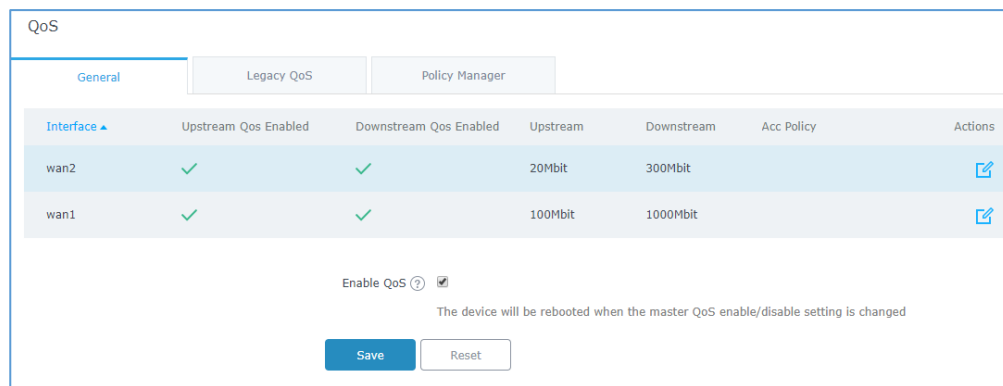 QoS
General Legacy QoS Policy Manager
Interface Upstream Qos Enabled Downstream Qos Enabled Upstream Downstream Acc Policy Actions
wan2 20Mbit 300Mbit
wan1 100Mbit 1000Mbit
Enable QoS ?
The device will be rebooted when the master QoS enable/disable setting is changed
Save Reset